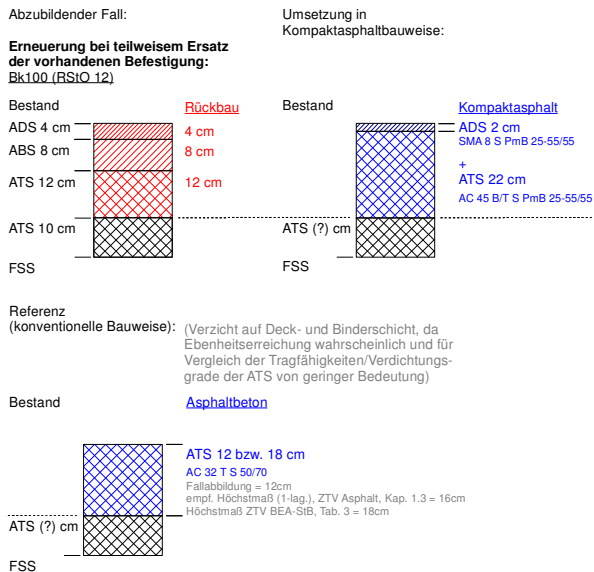 Abzubildender Fall:
Erneuerung bei teilweisem Ersatz
der vorhandenen Befestigung:
Bk100 (RStO 12)
Bestand
Rückbau
ADS 4 cm
4 cm
ABS 8 cm
8 cm
ATS 12 cm
12 cm
ATS 10 cm
FSS
Umsetzung in
Kompaktasphaltbauweise:
Bestand
Kompaktasphalt
ADS 2 cm
SMA 8 S PmB 25-55/55
+
ATS 22 cm
AC 45 B/T S PmB 25-55/55
ATS (?) cm
FSS
Referenz
(konventionelle Bauweise):
(Verzicht auf Deck- und Binderschicht, da
Ebenheitserreichung wahrscheinlich und für
Vergleich der Tragfähigkeiten/Verdichtungs-
grade der ATS von geringer Bedeutung)
Bestand
Asphaltbeton
ATS 12 bzw. 18 cm
AC 32 T S 50/70
Fallabbildung = 12cm
empf. Höchstmaß (1-lag.), ZTV Asphalt, Kap. 1.3 = 16cm
Höchstmaß ZTV BEA-StB, Tab. 3 = 18cm
ATS (?) cm
FSS